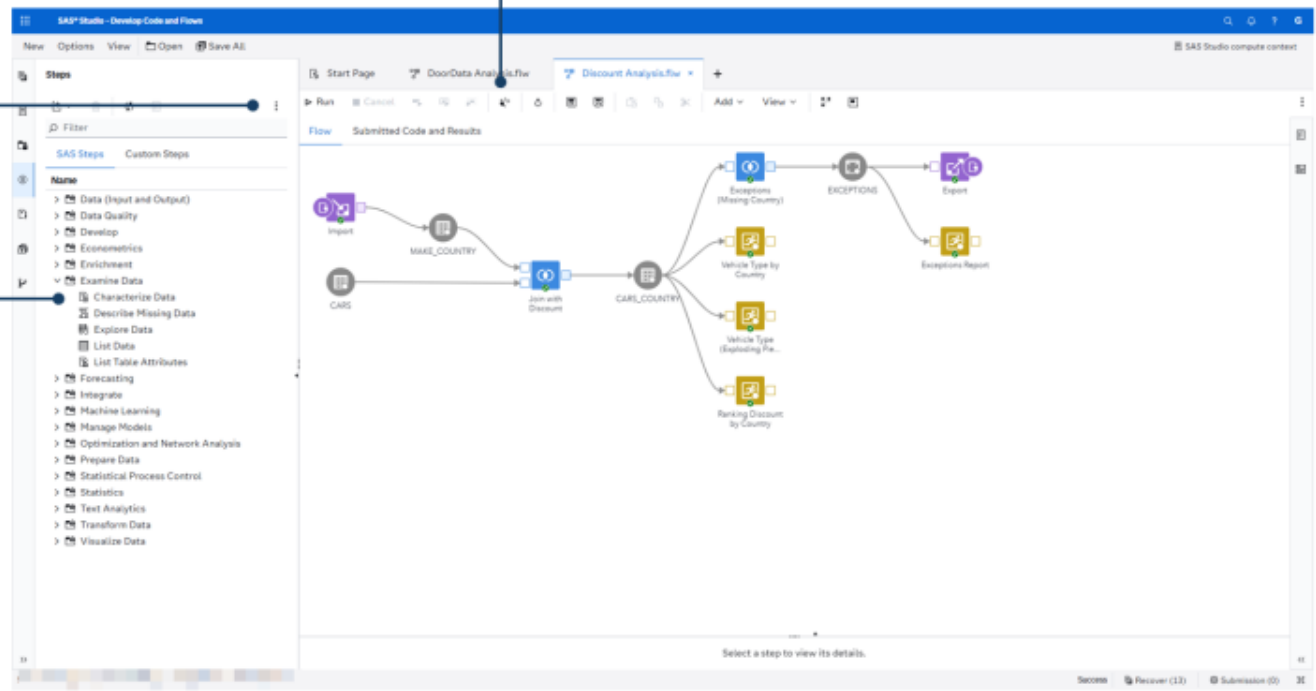 SAS® Studio - Develop Code and Flows
New Options View Open Save All
SAS Studio compute context
Steps
Start Page DoorData Analysis.flw Discount Analysis.flw × +
Run Cancel Add View
Filter
Flow Submitted Code and Results
SAS Steps Custom Steps
Name
Data (Input and Output)
Data Quality
Develop
Econometrics
Enrichment
Examine Data
Characterize Data
Describe Missing Data
Explore Data
List Data
List Table Attributes
Forecasting
Integrate
Machine Learning
Manage Models
Optimization and Network Analysis
Prepare Data
Statistical Process Control
Statistics
Text Analytics
Transform Data
Visualize Data
Import
MAKE_COUNTRY
CARS
Join with
Discount
CARS_COUNTRY
Exceptions
(Missing Country)
EXCEPTIONS
Export
Vehicle Type by
Country
Exceptions Report
Vehicle Type
(Exploding Pie...
Ranking Discount
by Country
Select a step to view its details.
Success Recover (13) Submission (0)